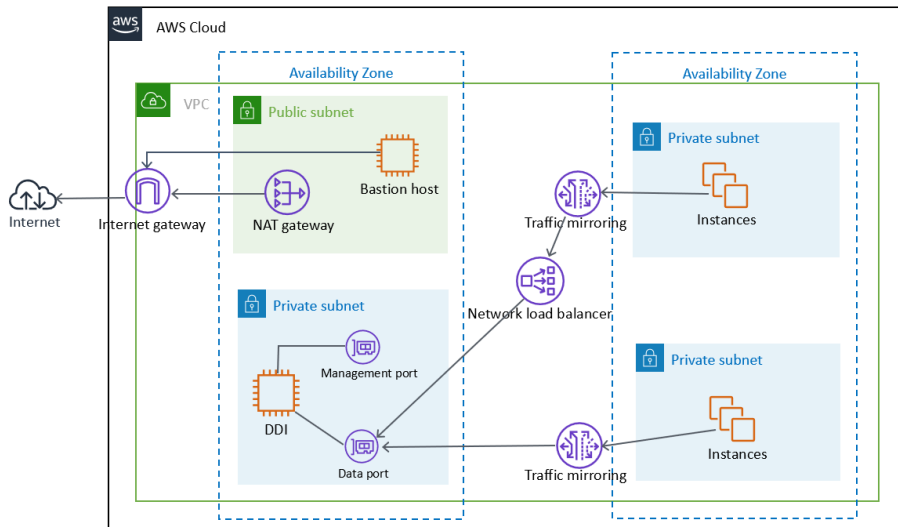 aws
AWS Cloud
Availability Zone
Availability Zone
VPC
Public subnet
Private subnet
Bastion host
Internet
Internet gateway
NAT gateway
Traffic mirroring
Instances
Network load balancer
Private subnet
Private subnet
Management port
DDI
Data port
Traffic mirroring
Instances